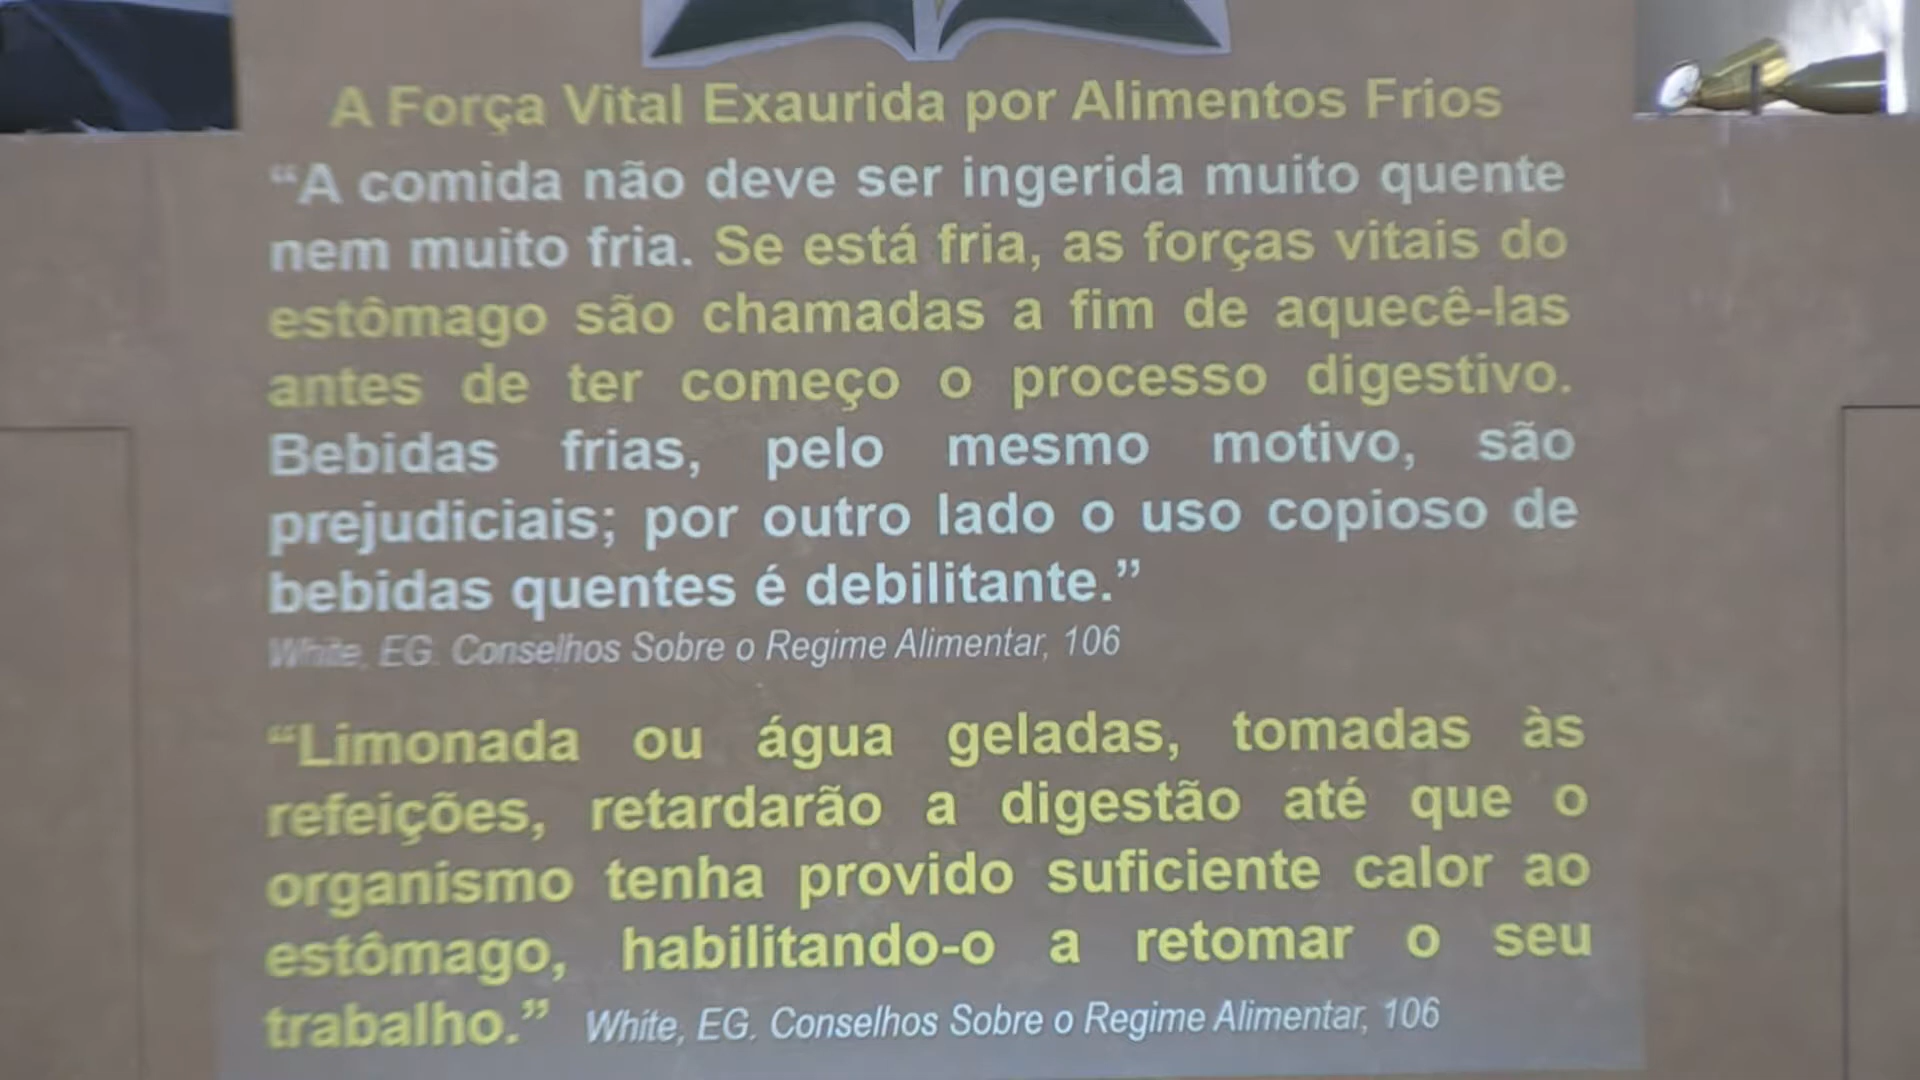 A Força Vital Exaurida por Alimentos Frios
“A comida não deve ser ingerida muito quente
nem muito fria. Se está fria, as forças vitais do
estômago são chamadas a fim de aquecê-las
antes de ter começo o processo digestivo.
Bebidas frias, pelo mesmo motivo, são
prejudiciais; por outro lado o uso copioso de
bebidas quentes é debilitante.”
White, EG. Conselhos Sobre o Regime Alimentar, 106
“Limonada ou água geladas, tomadas às
refeições, retardarão a digestão até que o
organismo tenha provido suficiente calor ao
estômago, habilitando-o a retomar o seu
trabalho.” White, EG. Conselhos Sobre o Regime Alimentar, 106